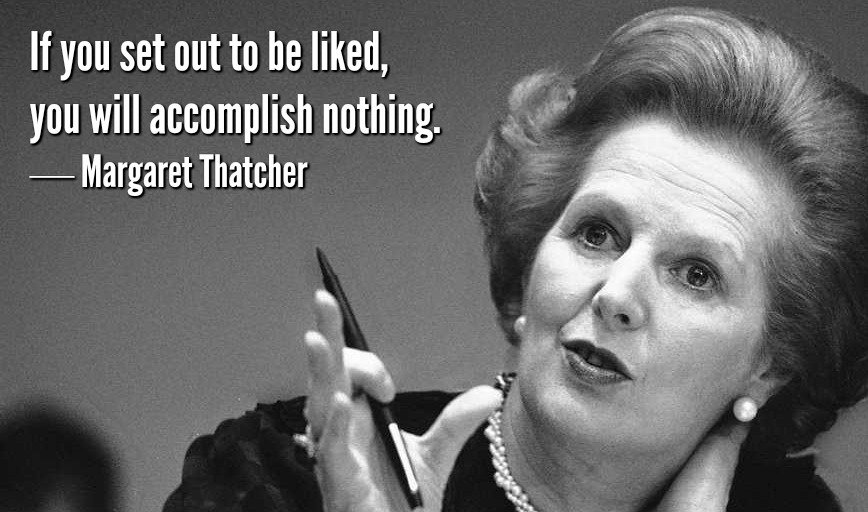 If you set out to be liked,
you will accomplish nothing.
— Margaret Thatcher